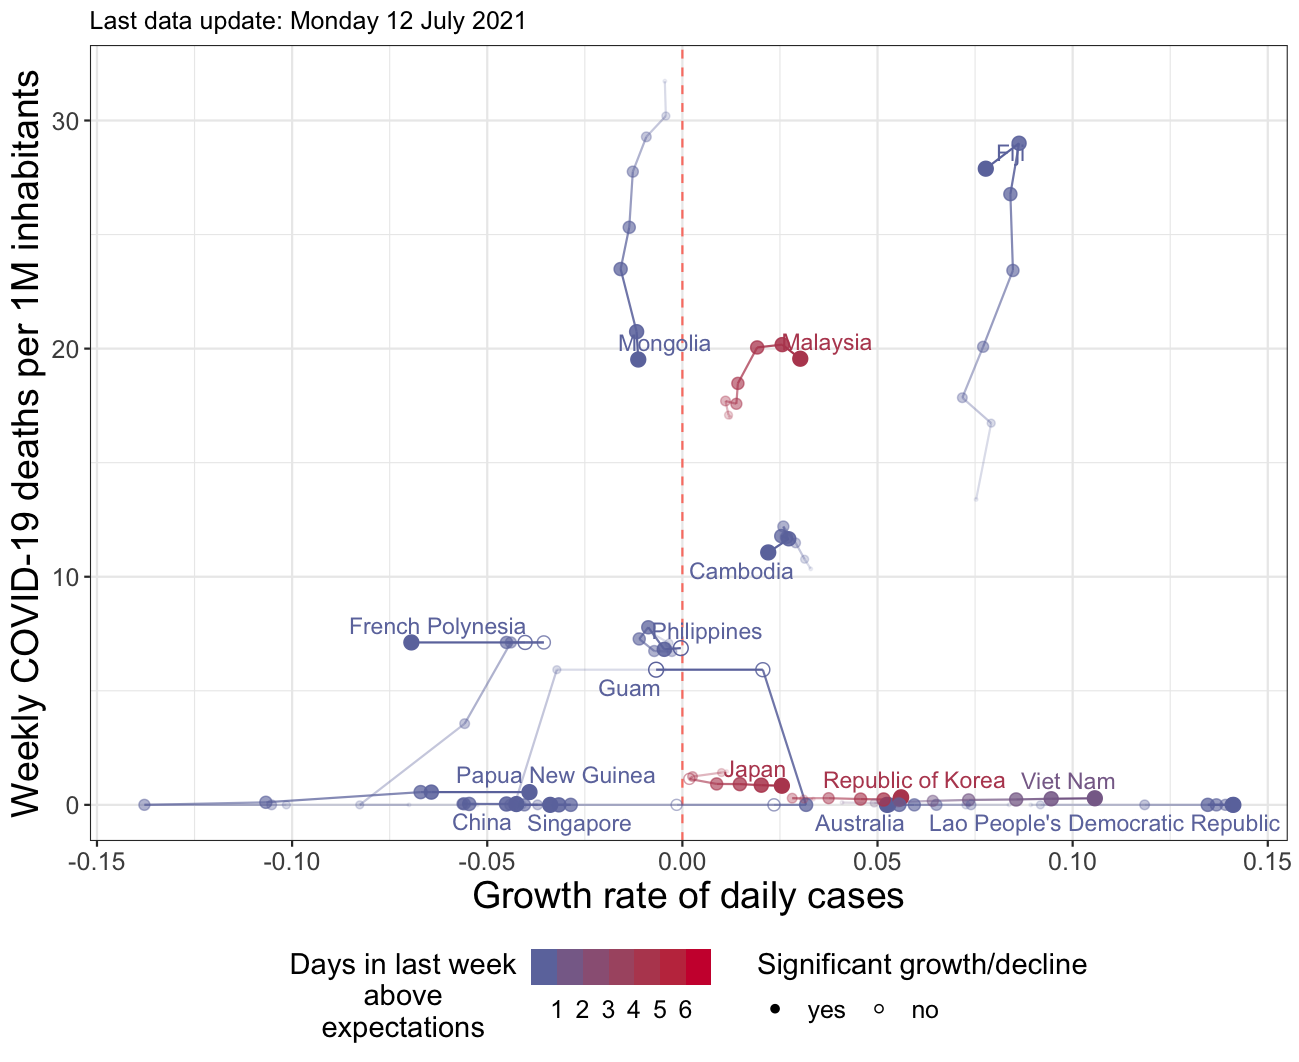 Last data update: Monday 12 July 2021
Weekly COVID-19 deaths per 1M inhabitants
30
20
10
0
Fiji
Mongolia
Malaysia
Cambodia
French Polynesia
Philippines
Guam
Japan
Papua New Guinea
Republic of Korea
Viet Nam
China
Singapore
Australia
Lao People's Democratic Republic
-0.15
-0.10
-0.05
0.00
0.05
0.10
0.15
Growth rate of daily cases
Days in last week
above
expectations
1 2 3 4 5 6
Significant growth/decline
yes
no